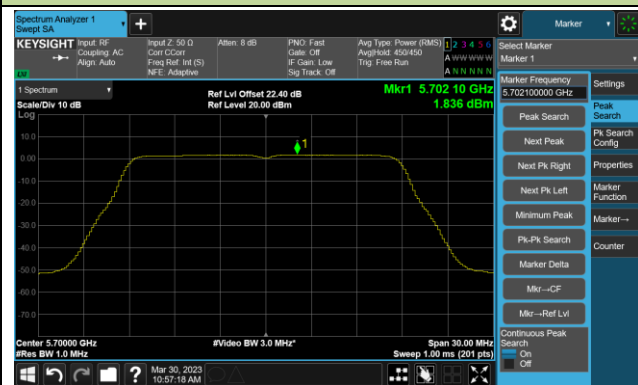 Spectrum Analyzer 1
Swept SA
+
Marker
KEYSIGHT
Input: RF
Coupling: AC
Align: Auto
Input Z: 50 Ω
Corr CCorr
Freq Ref: Int (S)
NFE: Adaptive
Atten: 8 dB
PNO: Fast
Gate: Off
IF Gain: Low
Sig Track: Off
Avg Type: Power (RMS)
Avg|Hold: 450/450
Trig: Free Run
1 2 3 4 5 6
A W W W W W
A N N N N N
Select Marker
Marker 1
LXI
1 Spectrum
Scale/Div 10 dB
Log
Ref Lvl Offset 22.40 dB
Ref Level 20.00 dBm
Mkr1 5.702 10 GHz
1.836 dBm
10.0
0.00
-10.0
-20.0
-30.0
-40.0
-50.0
-60.0
-70.0
1
Center 5.70000 GHz
#Res BW 1.0 MHz
#Video BW 3.0 MHz*
Span 30.00 MHz
Sweep 1.00 ms (201 pts)
Marker Frequency
5.702100000 GHz
Peak Search
Next Peak
Next Pk Right
Next Pk Left
Minimum Peak
Pk-Pk Search
Marker Delta
Mkr→CF
Mkr→Ref Lvl
Continuous Peak
Search
On
Off
Settings
Peak
Search
Pk Search
Config
Properties
Marker
Function
Marker→
Counter
?
Mar 30, 2023
10:57:18 AM